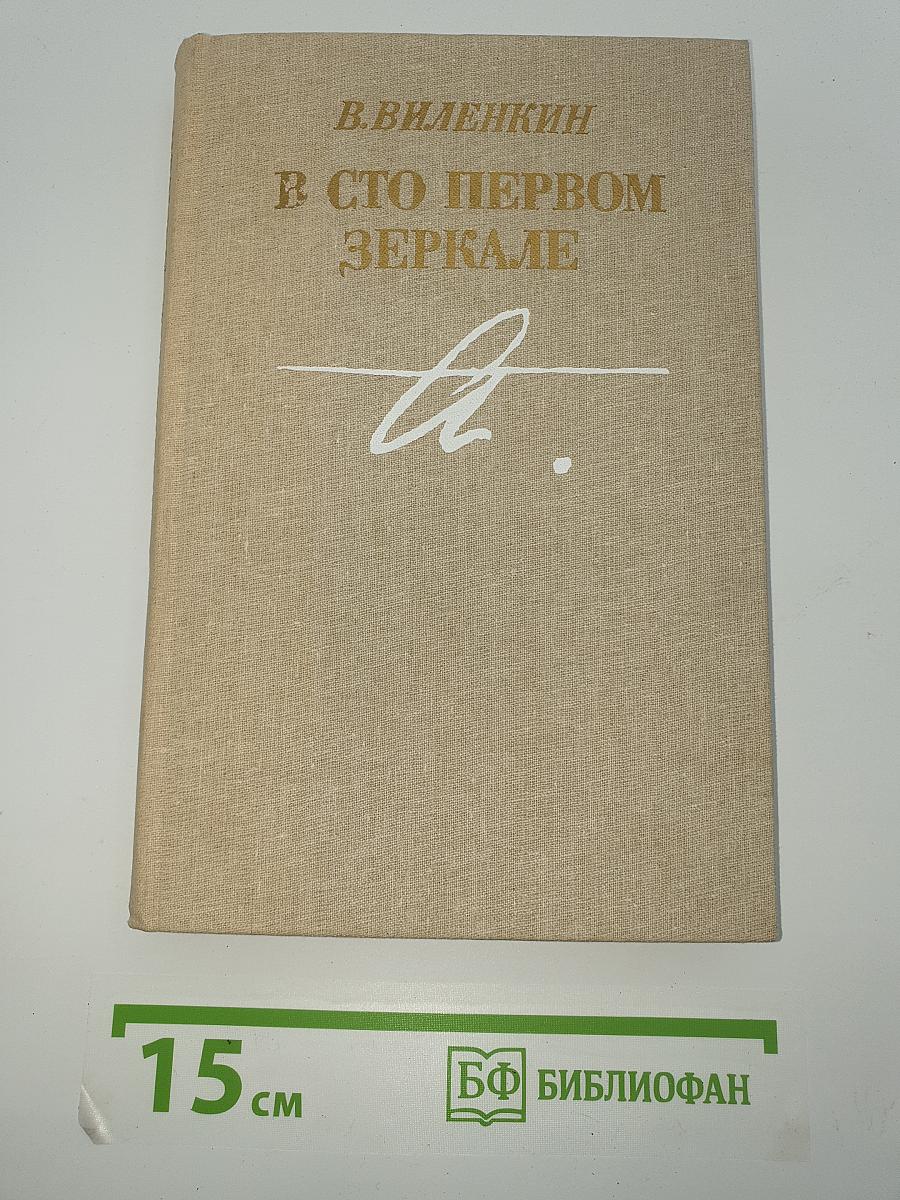 В. ВИЛЕНКИН
В СТО ПЕРВОМ
ЗЕРКАЛЕ
а.
15 см
БФ БИБЛИОФАН